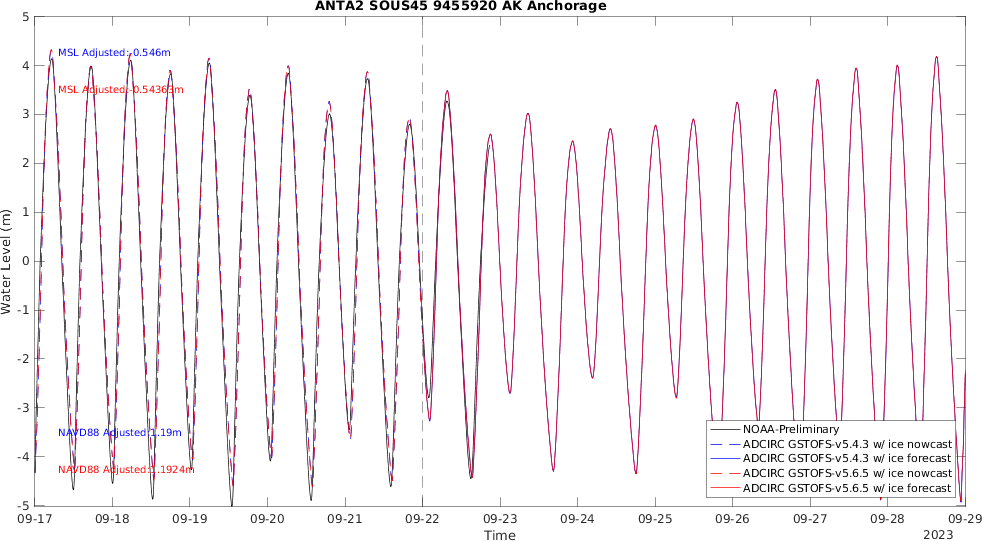 ANTA2 SOUS45 9455920 AK Anchorage
5
4
3
2
1
0
-1
-2
-3
-4
-5
Water Level (m)
MSL Adjusted:-0.546m
MSL Adjusted:-0.54363m
NAVD88 Adjusted:1.19m
NAVD88 Adjusted:1.1924m
NOAA-Preliminary
ADCIRC GSTOFS-v5.4.3 w/ ice nowcast
ADCIRC GSTOFS-v5.4.3 w/ ice forecast
ADCIRC GSTOFS-v5.6.5 w/ ice nowcast
ADCIRC GSTOFS-v5.6.5 w/ ice forecast
09-17 09-18 09-19 09-20 09-21 09-22 09-23 09-24 09-25 09-26 09-27 09-28 09-29
Time
2023